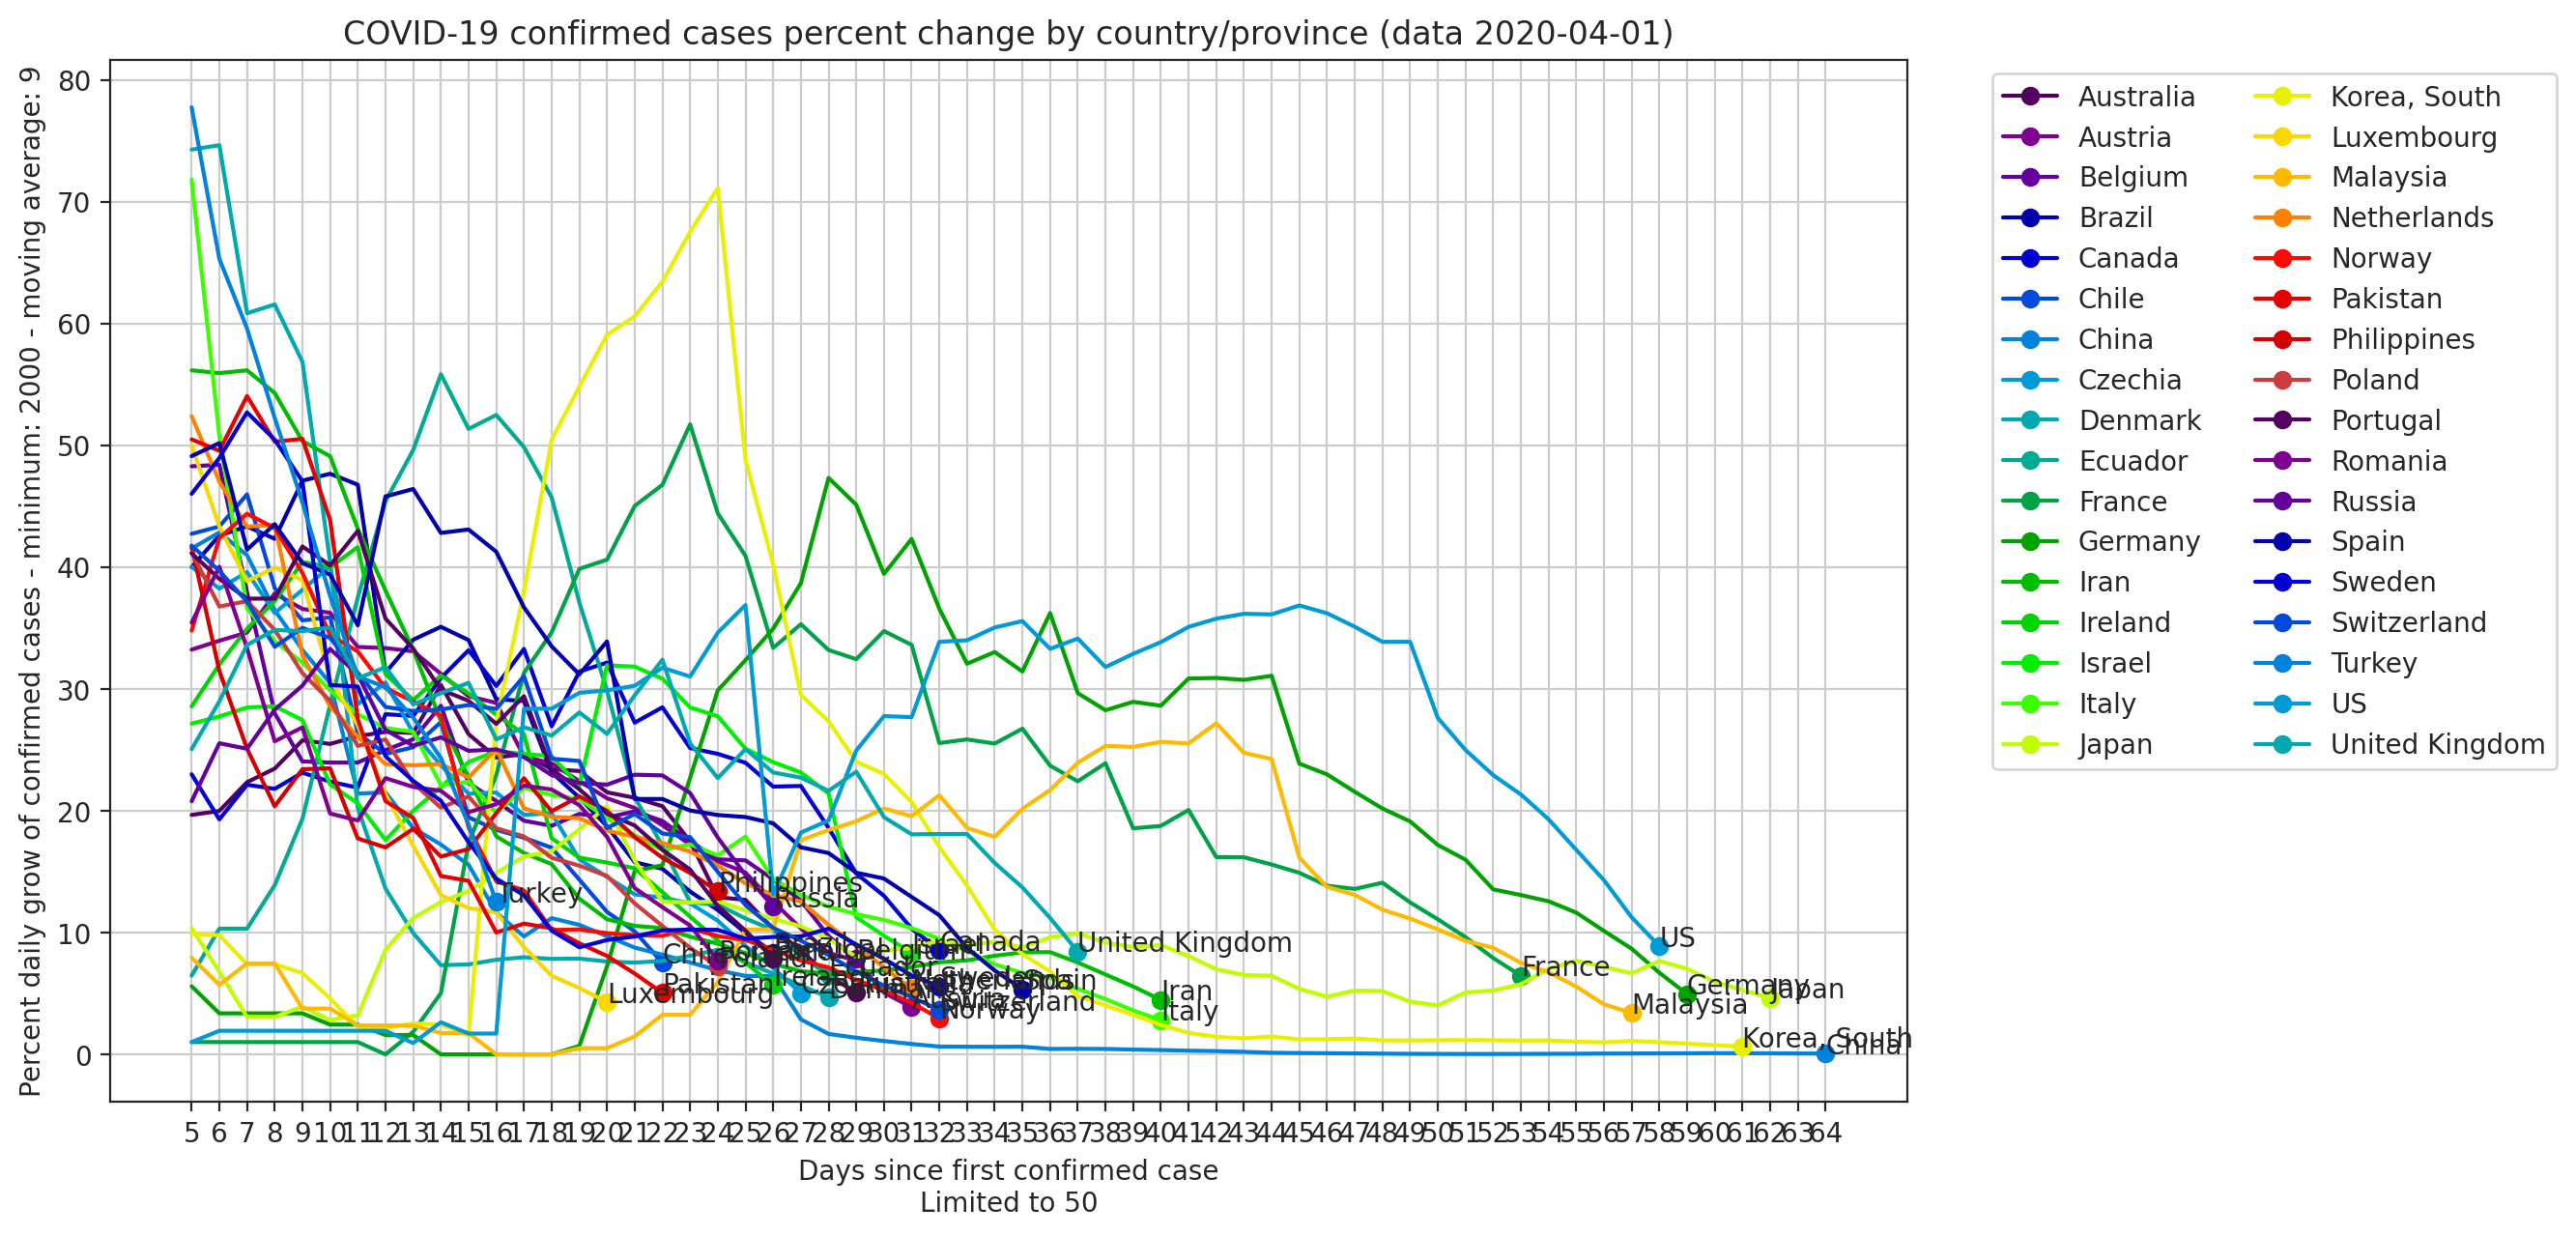 COVID-19 confirmed cases percent change by country/province (data 2020-04-01)
Percent daily grow of confirmed cases - minimum: 2000 - moving average: 9
80
70
60
50
40
30
20
10
0
Turkey
Philippines
Russia
Chile
Poland
Pakistan
Luxembourg
Canada
United Kingdom
Spain
Switzerland
Norway
Iran
Italy
US
France
Germany
Japan
Malaysia
Korea, South
China
5 6 7 8 9 10 11 12 13 14 15 16 17 18 19 20 21 22 23 24 25 26 27 28 29 30 31 32 33 34 35 36 37 38 39 40 41 42 43 44 45 46 47 48 49 50 51 52 53 54 55 56 57 58 59 60 61 62 63 64
Days since first confirmed case
Limited to 50
Australia
Austria
Belgium
Brazil
Canada
Chile
China
Czechia
Denmark
Ecuador
France
Germany
Iran
Ireland
Israel
Italy
Japan
Korea, South
Luxembourg
Malaysia
Netherlands
Norway
Pakistan
Philippines
Poland
Portugal
Romania
Russia
Spain
Sweden
Switzerland
Turkey
US
United Kingdom